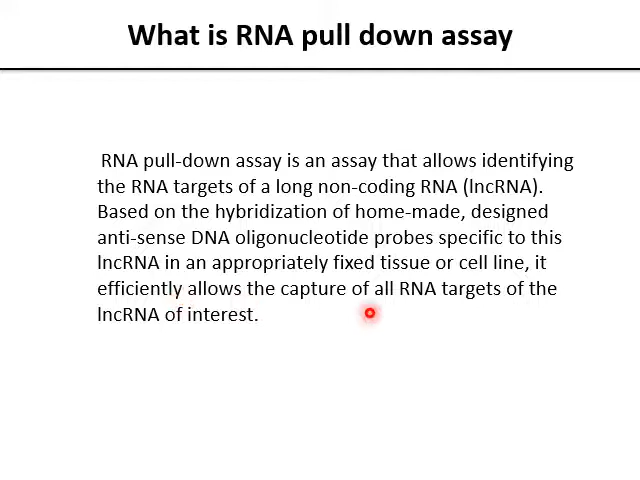 What is RNA pull down assay
RNA pull-down assay is an assay that allows identifying
the RNA targets of a long non-coding RNA (lncRNA).
Based on the hybridization of home-made, designed
anti-sense DNA oligonucleotide probes specific to this
lncRNA in an appropriately fixed tissue or cell line, it
efficiently allows the capture of all RNA targets of the
lncRNA of interest.